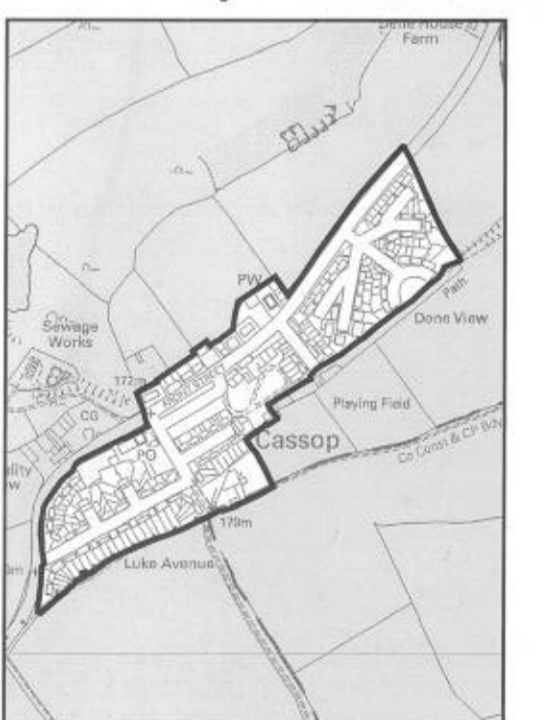 Dene House
Farm
PW
Path
Dene View
Sewage
Works
172m
Playing Field
CG
Cassop
PO
Co Const & CP Bdy
ality
w
179m
Luke Avenue